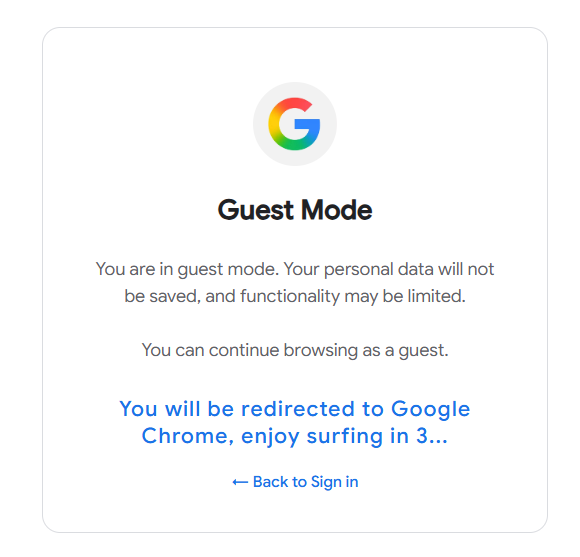 Guest Mode
You are in guest mode. Your personal data will not
be saved, and functionality may be limited.
You can continue browsing as a guest.
You will be redirected to Google
Chrome, enjoy surfing in 3...
← Back to Sign in